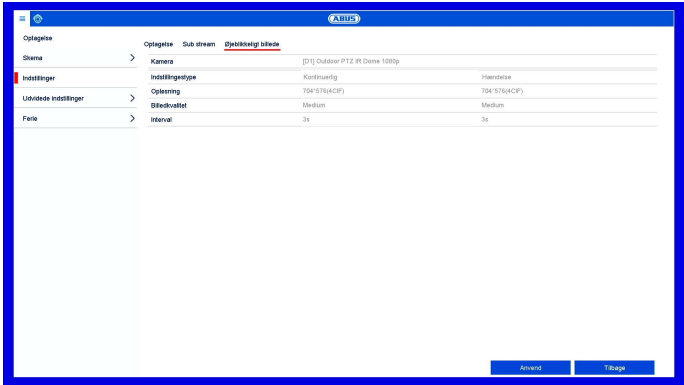 ABUS
Optagelse
Optagelse Sub stream Øjeblikkeligt billede
Skema
Kamera [D1] Outdoor PTZ IR Dome 1080p
Indstillinger
Indstillingestype Kontinuerlig Hændelse
Opløsning 704*576(4CIF) 704*576(4CIF)
Udvidede indstillinger
Billedkvalitet Medium Medium
Ferie
Interval 3s 3s
Anvend Tilbage